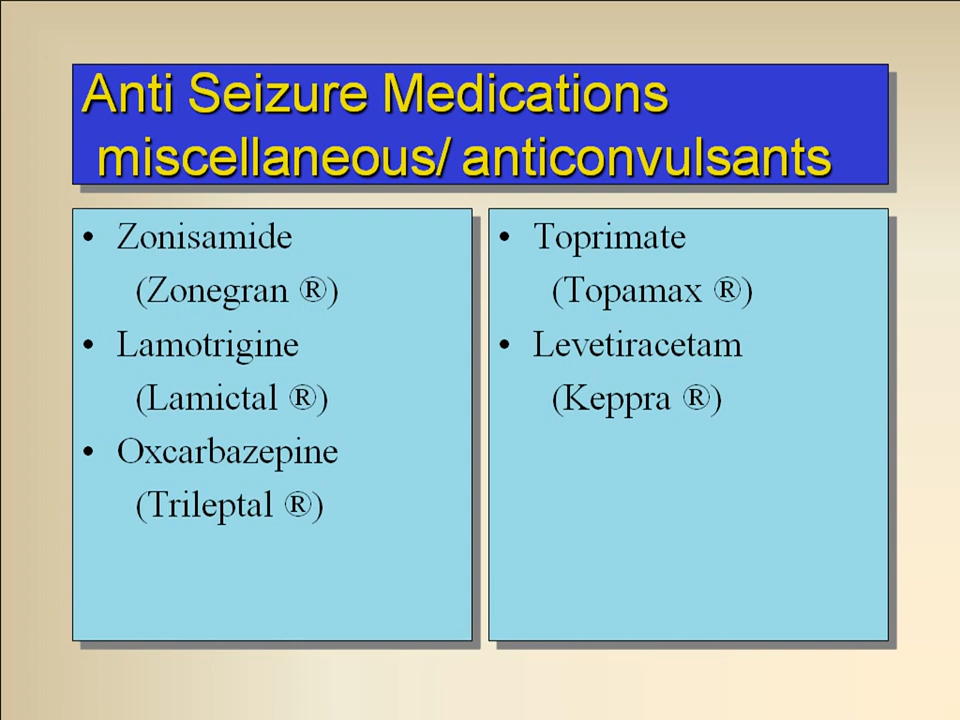 Anti Seizure Medications
miscellaneous/ anticonvulsants
• Zonisamide
(Zonegran ®)
• Lamotrigine
(Lamictal ®)
• Oxcarbazepine
(Trileptal ®)
• Toprimate
(Topamax ®)
• Levetiracetam
(Keppra ®)